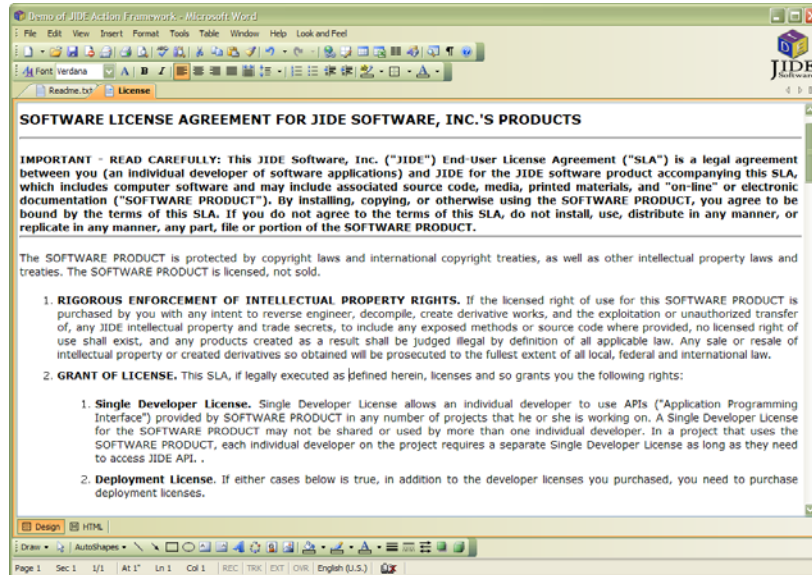 Demo of JIDE Action Framework - Microsoft Word
File Edit View Insert Format Tools Table Window Help Look and Feel
Font Verdana A B I A
JIDE
Software
Readme.txt License
SOFTWARE LICENSE AGREEMENT FOR JIDE SOFTWARE, INC.'S PRODUCTS
IMPORTANT - READ CAREFULLY: This JIDE Software, Inc. ("JIDE") End-User License Agreement ("SLA") is a legal agreement
between you (an individual developer of software applications) and JIDE for the JIDE software product accompanying this SLA,
which includes computer software and may include associated source code, media, printed materials, and "on-line" or electronic
documentation ("SOFTWARE PRODUCT"). By installing, copying, or otherwise using the SOFTWARE PRODUCT, you agree to be
bound by the terms of this SLA. If you do not agree to the terms of this SLA, do not install, use, distribute in any manner, or
replicate in any manner, any part, file or portion of the SOFTWARE PRODUCT.
The SOFTWARE PRODUCT is protected by copyright laws and international copyright treaties, as well as other intellectual property laws and
treaties. The SOFTWARE PRODUCT is licensed, not sold.
1. RIGOROUS ENFORCEMENT OF INTELLECTUAL PROPERTY RIGHTS. If the licensed right of use for this SOFTWARE PRODUCT is
purchased by you with any intent to reverse engineer, decompile, create derivative works, and the exploitation or unauthorized transfer
of, any JIDE intellectual property and trade secrets, to include any exposed methods or source code where provided, no licensed right of
use shall exist, and any products created as a result shall be judged illegal by definition of all applicable law. Any sale or resale of
intellectual property or created derivatives so obtained will be prosecuted to the fullest extent of all local, federal and international law.
2. GRANT OF LICENSE. This SLA, if legally executed as defined herein, licenses and so grants you the following rights:
1. Single Developer License. Single Developer License allows an individual developer to use APIs ("Application Programming
Interface") provided by SOFTWARE PRODUCT in any number of projects that he or she is working on. A Single Developer License
for the SOFTWARE PRODUCT may not be shared or used by more than one individual developer. In a project that uses the
SOFTWARE PRODUCT, each individual developer on the project requires a separate Single Developer License as long as they need
to access JIDE API. .
2. Deployment License. If either cases below is true, in addition to the developer licenses you purchased, you need to purchase
deployment licenses.
Design HTML
Draw AutoShapes A
Page 1 Sec 1 1/1 At 1" Ln 1 Col 1 REC TRK EXT OVR English (U.S.)